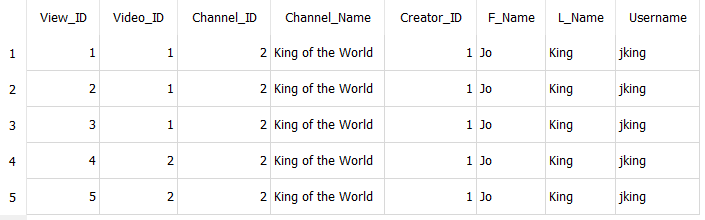 View_ID Video_ID Channel_ID Channel_Name Creator_ID F_Name L_Name Username
1 1 1 2 King of the World 1 Jo King jking
2 2 1 2 King of the World 1 Jo King jking
3 3 1 2 King of the World 1 Jo King jking
4 4 2 2 King of the World 1 Jo King jking
5 5 2 2 King of the World 1 Jo King jking